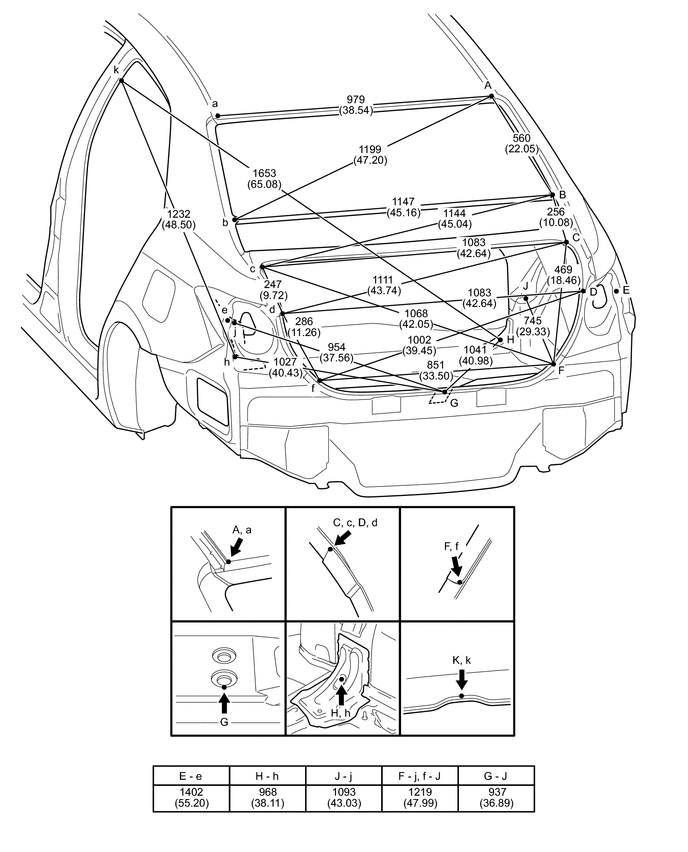 k
A
a
979
(38.54)
560
(22.05)
1199
(47.20)
1653
(65.08)
B
1147
(45.16)
1144
(45.04)
256
(10.08)
1232
(48.50)
b
C
1083
(42.64)
c
469
(18.46)
247
(9.72)
1111
(43.74)
J
1083
(42.64)
D
E
d
e
286
(11.26)
1068
(42.05)
745
(29.33)
j
1002
(39.45)
H
954
(37.56)
1041
(40.98)
h
1027
(40.43)
851
(33.50)
F
f
G
A, a
C, c, D, d
F, f
G
H, h
K, k
E - e H - h J - j F - j, f - J G - J
1402 968 1093 1219 937
(55.20) (38.11) (43.03) (47.99) (36.89)